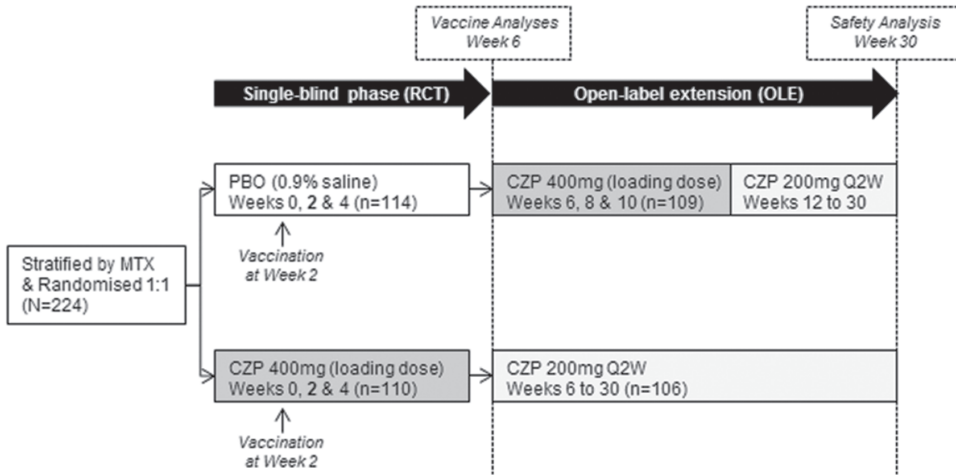 Vaccine Analyses
Week 6
Safety Analysis
Week 30
Single-blind phase (RCT)
Open-label extension (OLE)
PBO (0.9% saline)
Weeks 0, 2 & 4 (n=114)
CZP 400mg (loading dose)
Weeks 6, 8 & 10 (n=109)
CZP 200mg Q2W
Weeks 12 to 30
Vaccination
at Week 2
Stratified by MTX
& Randomised 1:1
(N=224)
CZP 400mg (loading dose)
Weeks 0, 2 & 4 (n=110)
CZP 200mg Q2W
Weeks 6 to 30 (n=106)
Vaccination
at Week 2